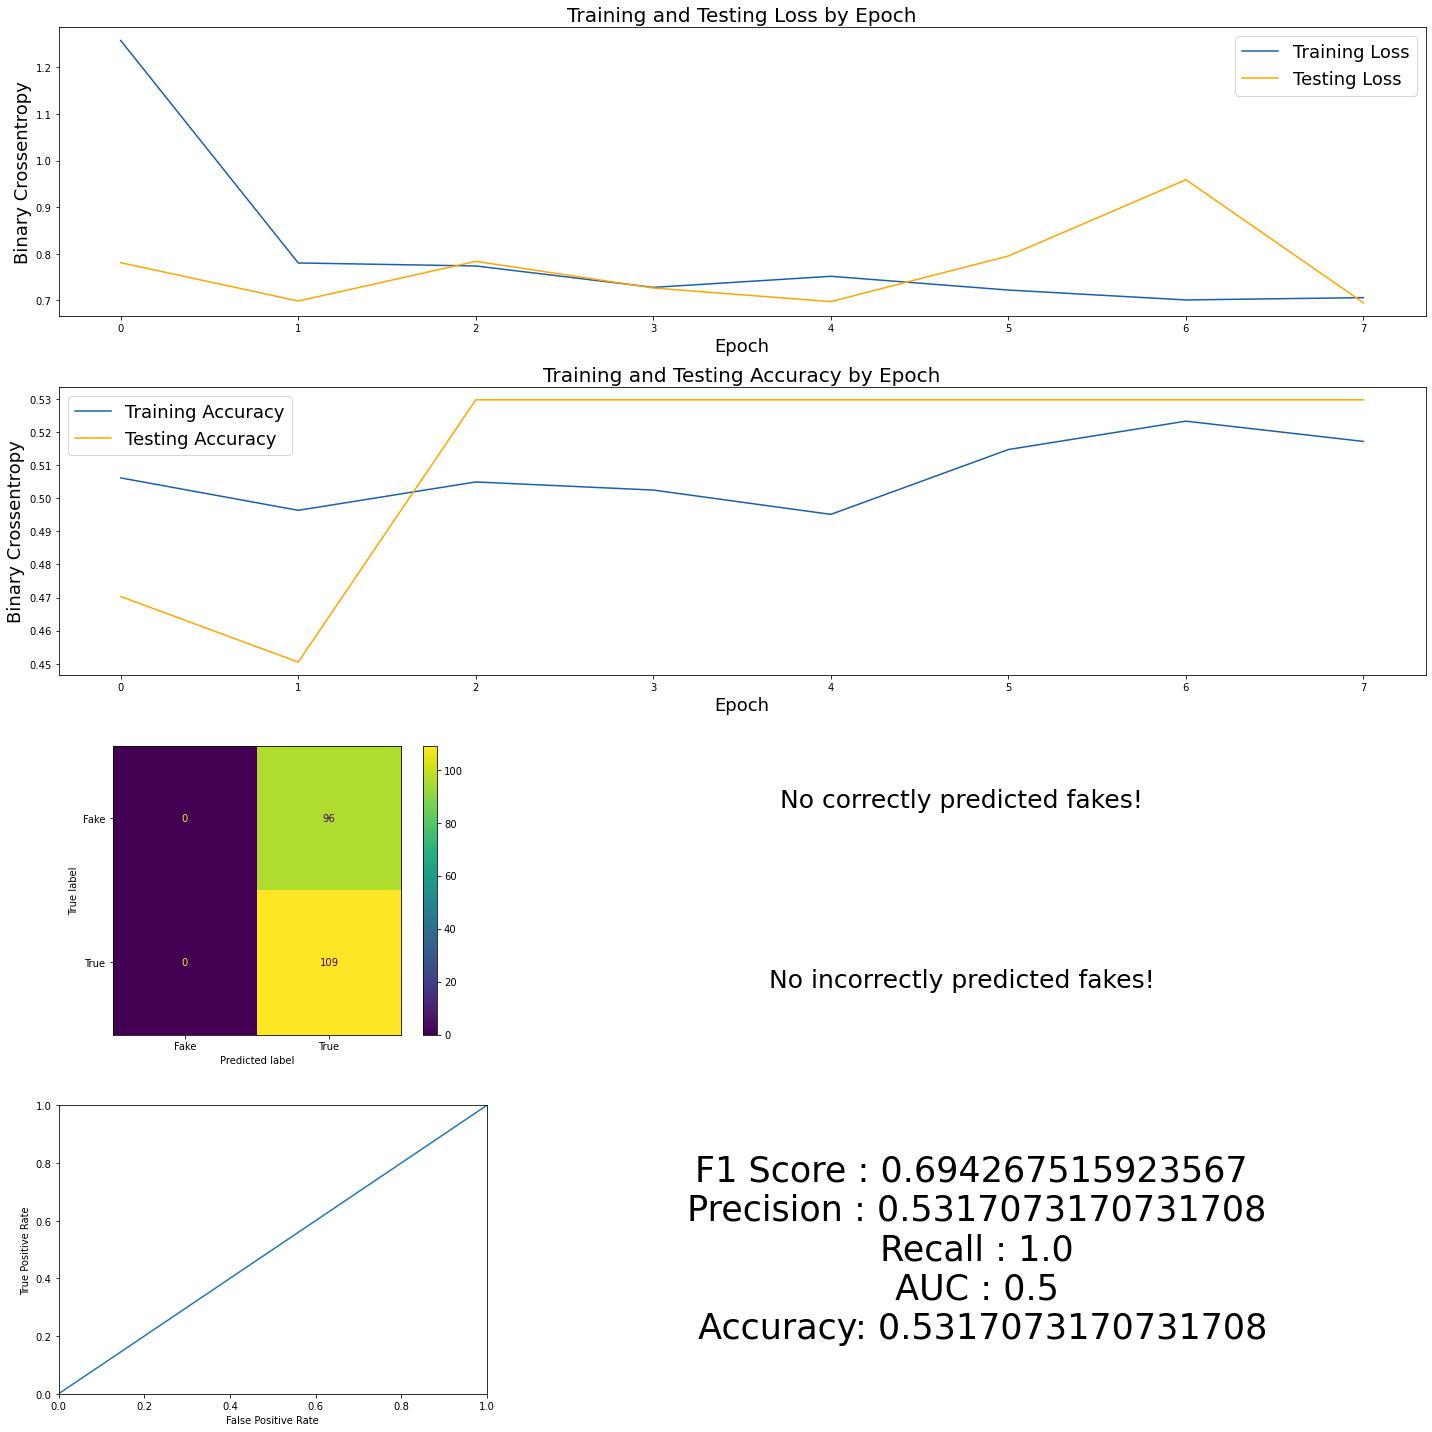 Training and Testing Loss by Epoch
Binary Crossentropy
1.2
1.1
1.0
0.9
0.8
0.7
Training Loss
Testing Loss
0 1 2 3 4 5 6 7
Epoch
Training and Testing Accuracy by Epoch
Binary Crossentropy
0.53
0.52
0.51
0.50
0.49
0.48
0.47
0.46
0.45
Training Accuracy
Testing Accuracy
0 1 2 3 4 5 6 7
Epoch
True label
Fake
True
0 96
0 109
Fake True
Predicted label
100
80
60
40
20
0
No correctly predicted fakes!
No incorrectly predicted fakes!
True Positive Rate
1.0
0.8
0.6
0.4
0.2
0.0
0.0 0.2 0.4 0.6 0.8 1.0
False Positive Rate
F1 Score : 0.694267515923567
Precision : 0.5317073170731708
Recall : 1.0
AUC : 0.5
Accuracy: 0.5317073170731708